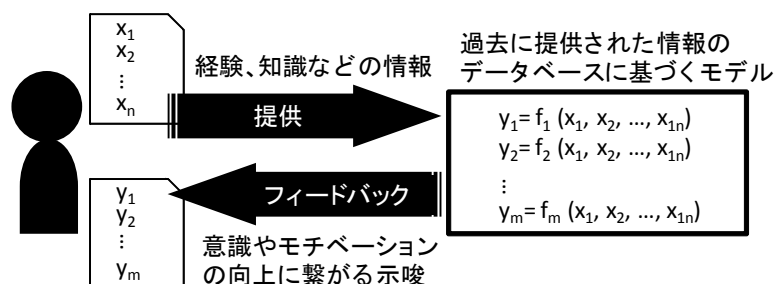 x₁
x₂
⋮
xₙ
経験、知識などの情報
提供
過去に提供された情報の
データベースに基づくモデル
y₁= f₁ (x₁, x₂, ..., x₁ₙ)
y₂= f₂ (x₁, x₂, ..., x₁ₙ)
⋮
yₘ= fₘ (x₁, x₂, ..., x₁ₙ)
フィードバック
y₁
y₂
⋮
yₘ
意識やモチベーション
の向上に繋がる示唆